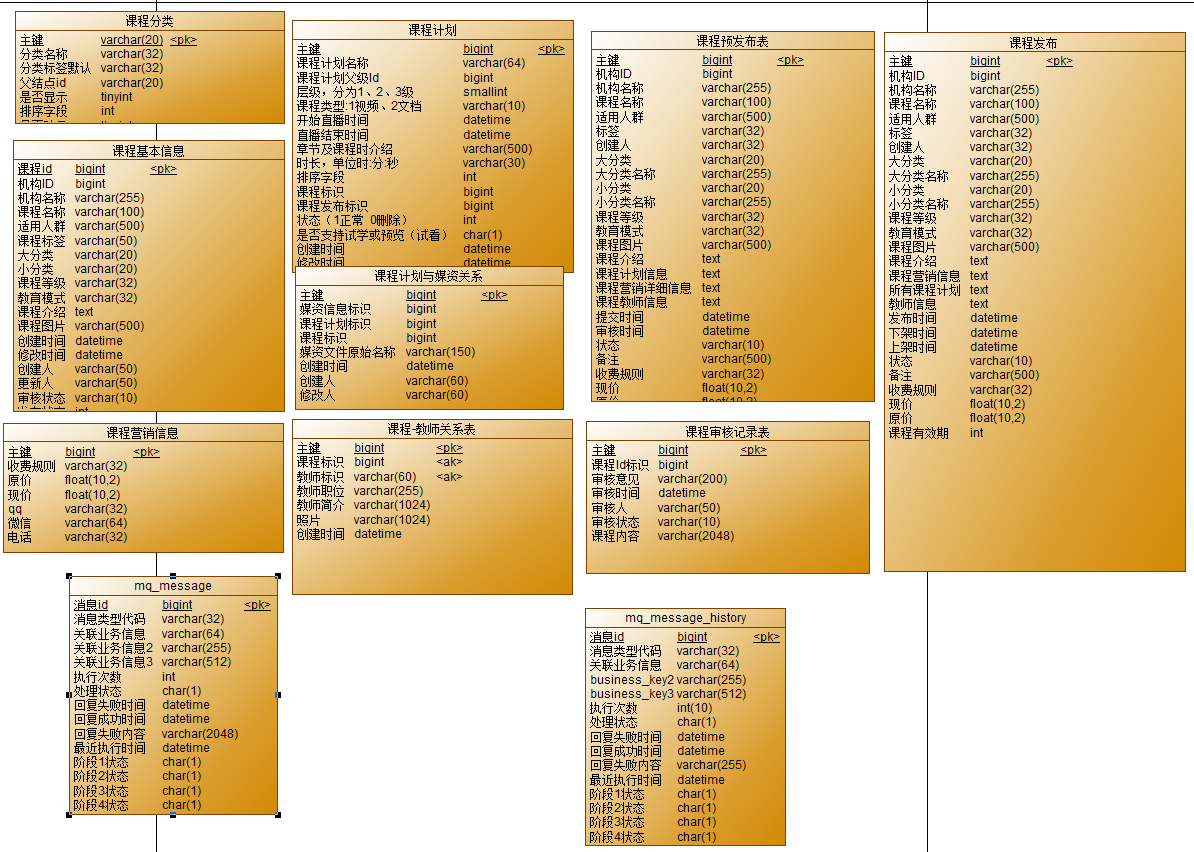 课程分类
主键 varchar(20) <pk>
分类名称 varchar(32)
分类标签默认 varchar(32)
父结点id varchar(20)
是否显示 tinyint
排序字段 int
课程基本信息
课程id bigint <pk>
机构ID bigint
机构名称 varchar(255)
课程名称 varchar(100)
适用人群 varchar(500)
课程标签 varchar(50)
大分类 varchar(20)
小分类 varchar(20)
课程等级 varchar(32)
教育模式 varchar(32)
课程介绍 text
课程图片 varchar(500)
创建时间 datetime
修改时间 datetime
创建人 varchar(50)
更新人 varchar(50)
审核状态 varchar(10)
课程营销信息
主键 bigint <pk>
收费规则 varchar(32)
原价 float(10,2)
现价 float(10,2)
qq varchar(32)
微信 varchar(64)
电话 varchar(32)
mq_message
消息id bigint <pk>
消息类型代码 varchar(32)
关联业务信息 varchar(64)
关联业务信息2 varchar(255)
关联业务信息3 varchar(512)
执行次数 int
处理状态 char(1)
回复失败时间 datetime
回复成功时间 datetime
回复失败内容 varchar(2048)
最近执行时间 datetime
阶段1状态 char(1)
阶段2状态 char(1)
阶段3状态 char(1)
阶段4状态 char(1)
课程计划
主键 bigint <pk>
课程计划名称 varchar(64)
课程计划父级Id bigint
层级，分为1、2、3级 smallint
课程类型:1视频、2文档 varchar(10)
开始直播时间 datetime
直播结束时间 datetime
章节及课程时介绍 varchar(500)
时长，单位时:分:秒 varchar(30)
排序字段 int
课程标识 bigint
课程发布标识 bigint
状态（1正常 0删除） int
是否支持试学或预览（试看） char(1)
创建时间 datetime
修改时间 datetime
课程计划与媒资关系
主键 bigint <pk>
媒资信息标识 bigint
课程计划标识 bigint
课程标识 bigint
媒资文件原始名称 varchar(150)
创建时间 datetime
创建人 varchar(60)
修改人 varchar(60)
课程-教师关系表
主键 bigint <pk>
课程标识 bigint <ak>
教师标识 varchar(60) <ak>
教师职位 varchar(255)
教师简介 varchar(1024)
照片 varchar(1024)
创建时间 datetime
课程预发布表
主键 bigint <pk>
机构ID bigint
机构名称 varchar(255)
课程名称 varchar(100)
适用人群 varchar(500)
标签 varchar(32)
创建人 varchar(32)
大分类 varchar(20)
大分类名称 varchar(255)
小分类 varchar(20)
小分类名称 varchar(255)
课程等级 varchar(32)
教育模式 varchar(32)
课程图片 varchar(500)
课程介绍 text
课程计划信息 text
课程营销详细信息 text
课程教师信息 text
提交时间 datetime
审核时间 datetime
状态 varchar(10)
备注 varchar(500)
收费规则 varchar(32)
现价 float(10,2)
原价 float(10,2)
课程审核记录表
主键 bigint <pk>
课程Id标识 bigint
审核意见 varchar(200)
审核时间 datetime
审核人 varchar(50)
审核状态 varchar(10)
课程内容 varchar(2048)
mq_message_history
消息id bigint <pk>
消息类型代码 varchar(32)
关联业务信息 varchar(64)
business_key2 varchar(255)
business_key3 varchar(512)
执行次数 int(10)
处理状态 char(1)
回复失败时间 datetime
回复成功时间 datetime
回复失败内容 varchar(255)
最近执行时间 datetime
阶段1状态 char(1)
阶段2状态 char(1)
阶段3状态 char(1)
阶段4状态 char(1)
课程发布
主键 bigint <pk>
机构ID bigint
机构名称 varchar(255)
课程名称 varchar(100)
适用人群 varchar(500)
标签 varchar(32)
创建人 varchar(32)
大分类 varchar(20)
大分类名称 varchar(255)
小分类 varchar(20)
小分类名称 varchar(255)
课程等级 varchar(32)
教育模式 varchar(32)
课程图片 varchar(500)
课程介绍 text
课程营销信息 text
所有课程计划 text
教师信息 text
发布时间 datetime
下架时间 datetime
上架时间 datetime
状态 varchar(10)
备注 varchar(500)
收费规则 varchar(32)
现价 float(10,2)
原价 float(10,2)
课程有效期 int